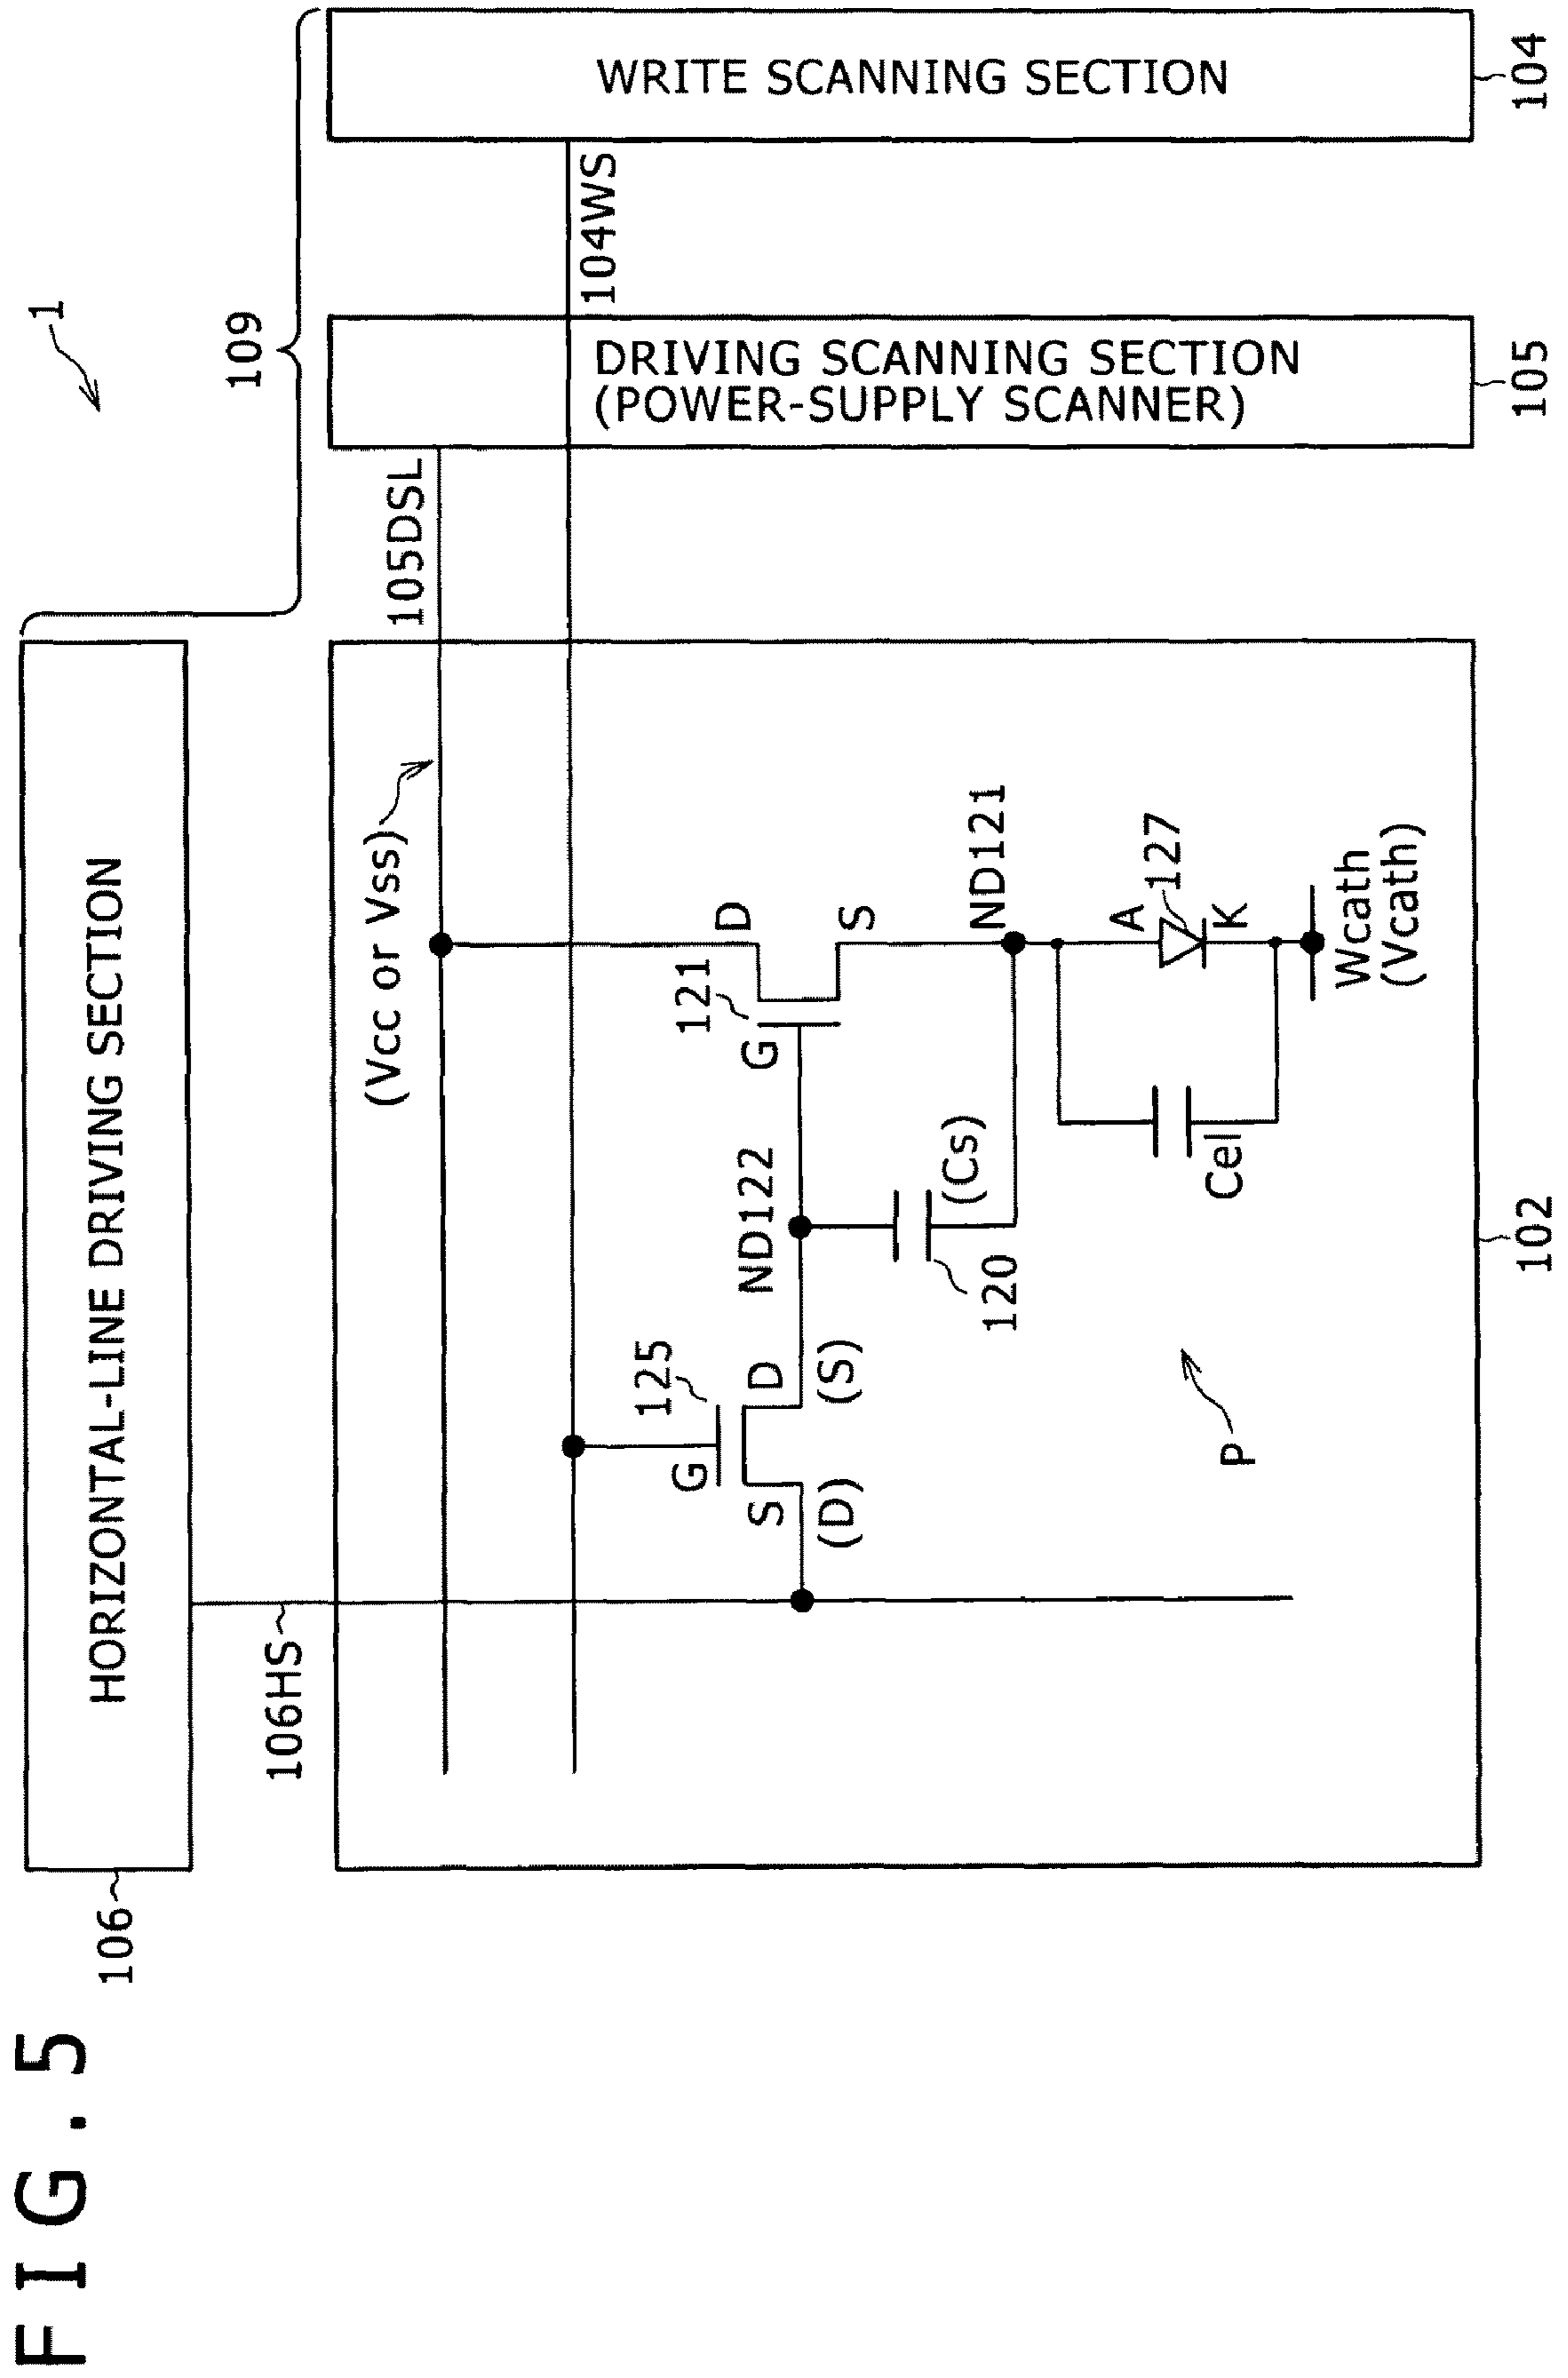 FIG.5
1
109
106
HORIZONTAL-LINE DRIVING SECTION
106HS
105DSL
104WS
(Vcc or Vss)
125
G
S
D
(D)
(S)
ND122
121
G
D
S
120
(Cs)
ND121
A
127
K
Cel
Wcath
(Vcath)
P
102
DRIVING SCANNING SECTION
(POWER-SUPPLY SCANNER)
105
WRITE SCANNING SECTION
104